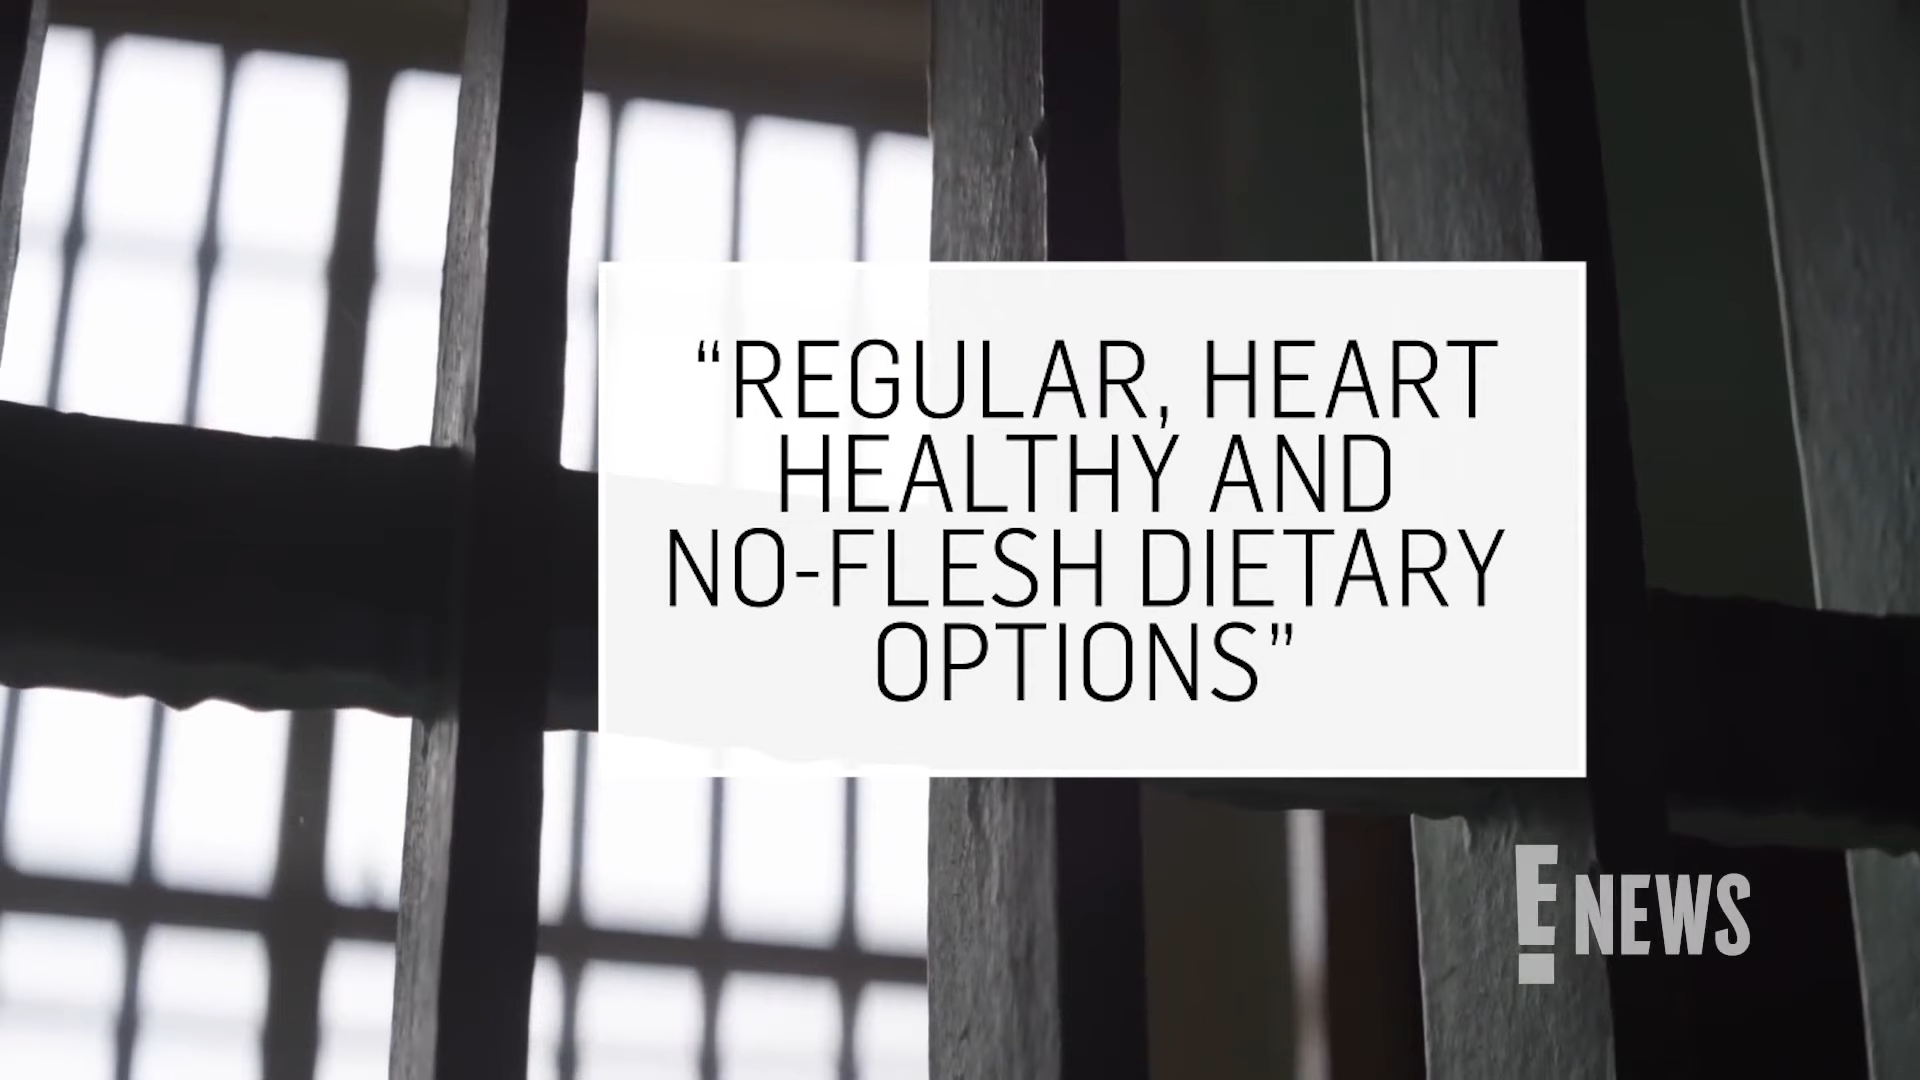 “REGULAR, HEART
HEALTHY AND
NO-FLESH DIETARY
OPTIONS”
E! NEWS